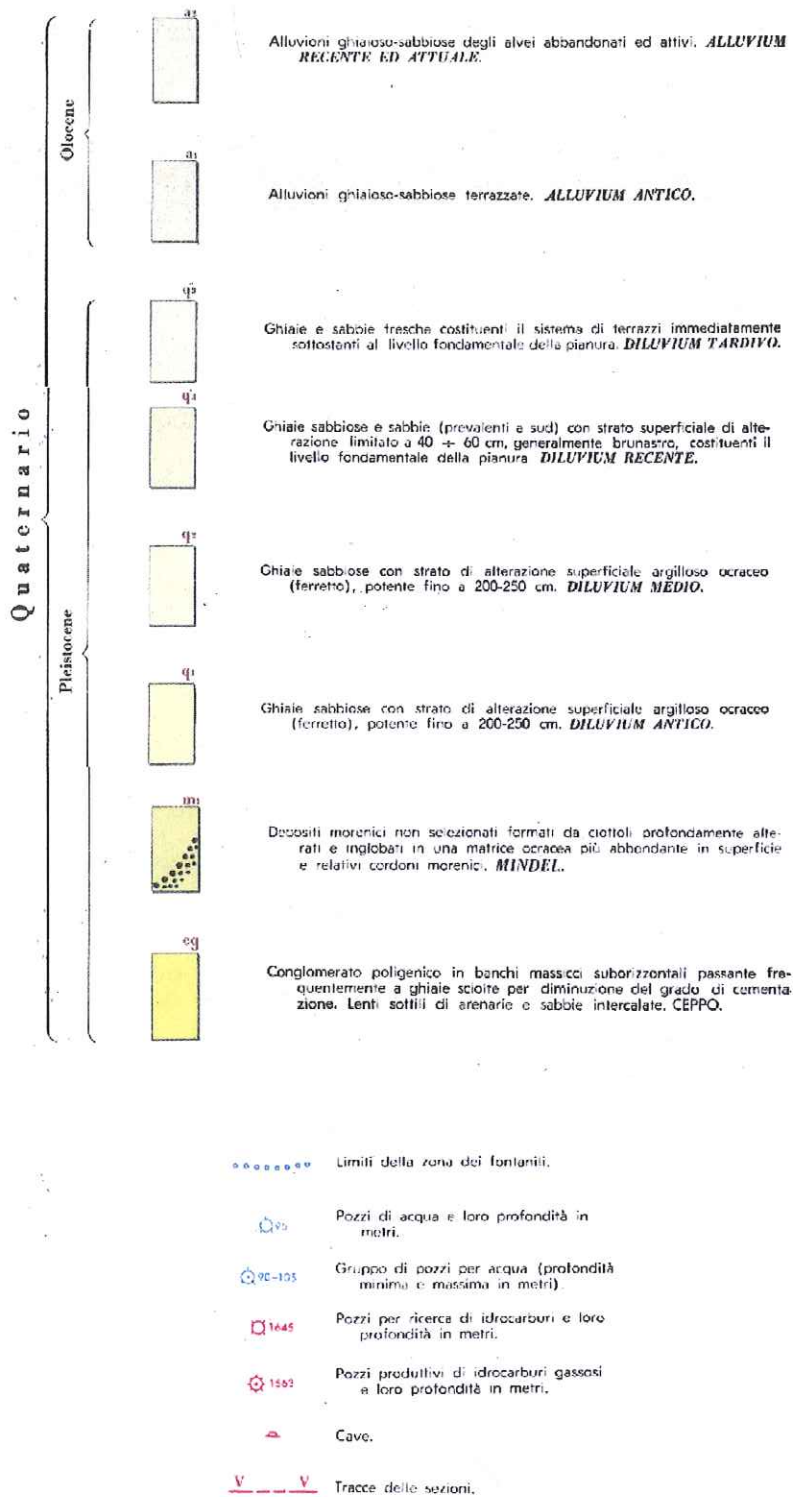 Quaternario
Olocene
a2
Alluvioni ghiaioso-sabbiose degli alvei abbandonati ed attivi. ALLUVIUM
RECENTE ED ATTUALE.
a1
Alluvioni ghiaioso-sabbiose terrazzate. ALLUVIUM ANTICO.
Pleistocene
Ghiaie e sabbie fresche costituenti il sistema di terrazzi immediatamente
sottostanti al livello fondamentale della pianura. DILUVIUM TARDIVO.
Ghiaie sabbiose e sabbie (prevalenti a sud) con strato superficiale di alte-
razione limitato a 40 ÷ 60 cm, generalmente brunastro, costituenti il
livello fondamentale della pianura DILUVIUM RECENTE.
q2
Ghiaie sabbiose con strato di alterazione superficiale argilloso ocraceo
(ferretto), potente fino a 200-250 cm. DILUVIUM MEDIO.
q1
Ghiaie sabbiose con strato di alterazione superficiale argilloso ocraceo
(ferretto), potente fino a 200-250 cm. DILUVIUM ANTICO.
m1
Depositi morenici non selezionati formati da ciottoli profondamente alte-
rati e inglobati in una matrice ocracea più abbondante in superficie
e relativi cordoni morenici. MINDEL.
cg
Conglomerato poligenico in banchi massicci suborizzontali passante fre-
quentemente a ghiaie sciolte per diminuzione del grado di cementa-
zione. Lenti sottili di arenarie e sabbie intercalate. CEPPO.
Limiti della zona dei fontanili.
95 Pozzi di acqua e loro profondità in
metri.
90-105 Gruppo di pozzi per acqua (profondità
minima e massima in metri)
1645 Pozzi per ricerca di idrocarburi e loro
profondità in metri.
1563 Pozzi produttivi di idrocarburi gassosi
e loro profondità in metri.
Cave.
V V Tracce delle sezioni.